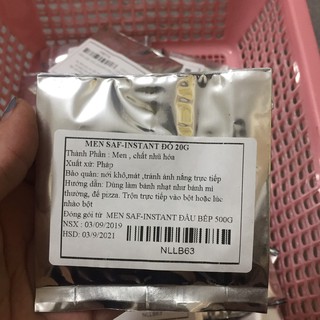 MEN SAF-INSTANT ĐỎ 20G
Thành Phần : Men , chất nhũ hóa
Xuất xứ: Pháp
Bảo quản: nơi khô,mát ,tránh ánh nắng trực tiếp
Hướng dẫn: Dùng làm bánh nhạt như bánh mì
thường, đế pizza. Trộn trực tiếp vào bột hoặc lúc
nhào bột
Đóng gói từ MEN SAF-INSTANT ĐẦU BẾP 500G
NSX : 03/09/2019
HSD: 03/9/2021
NLLB63